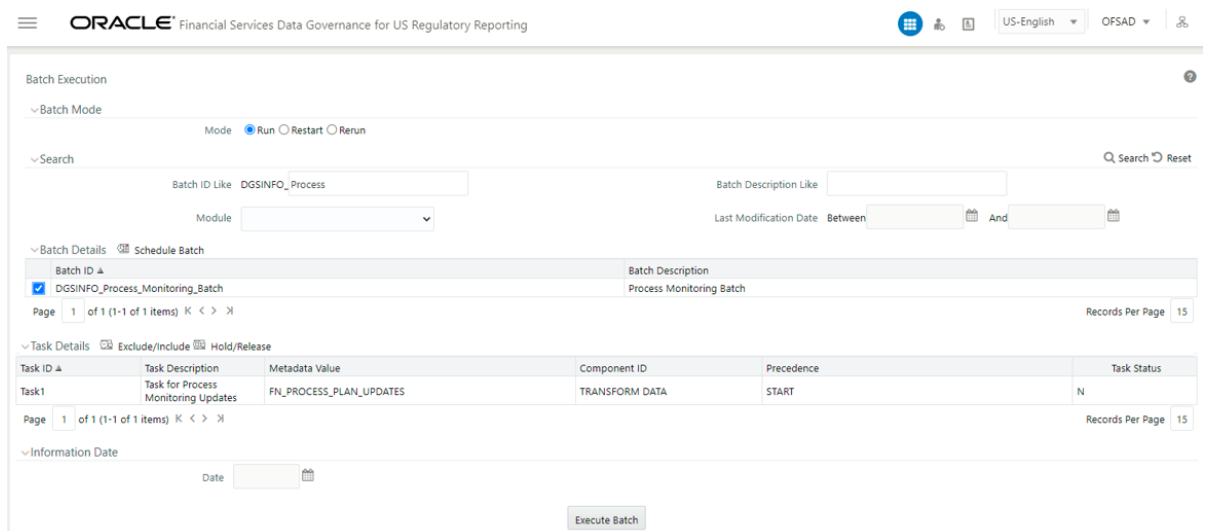 ORACLE Financial Services Data Governance for US Regulatory Reporting
US-English OFSAD
Batch Execution
Batch Mode
Mode Run Restart Rerun
Search Search Reset
Batch ID Like DGSINFO_ Process Batch Description Like
Module Last Modification Date Between And
Batch Details Schedule Batch
Batch ID Batch Description
DGSINFO_Process_Monitoring_Batch Process Monitoring Batch
Page 1 of 1 (1-1 of 1 items) Records Per Page 15
Task Details Exclude/Include Hold/Release
Task ID Task Description Metadata Value Component ID Precedence Task Status
Task1 Task for Process Monitoring Updates FN_PROCESS_PLAN_UPDATES TRANSFORM DATA START N
Page 1 of 1 (1-1 of 1 items) Records Per Page 15
Information Date
Date
Execute Batch